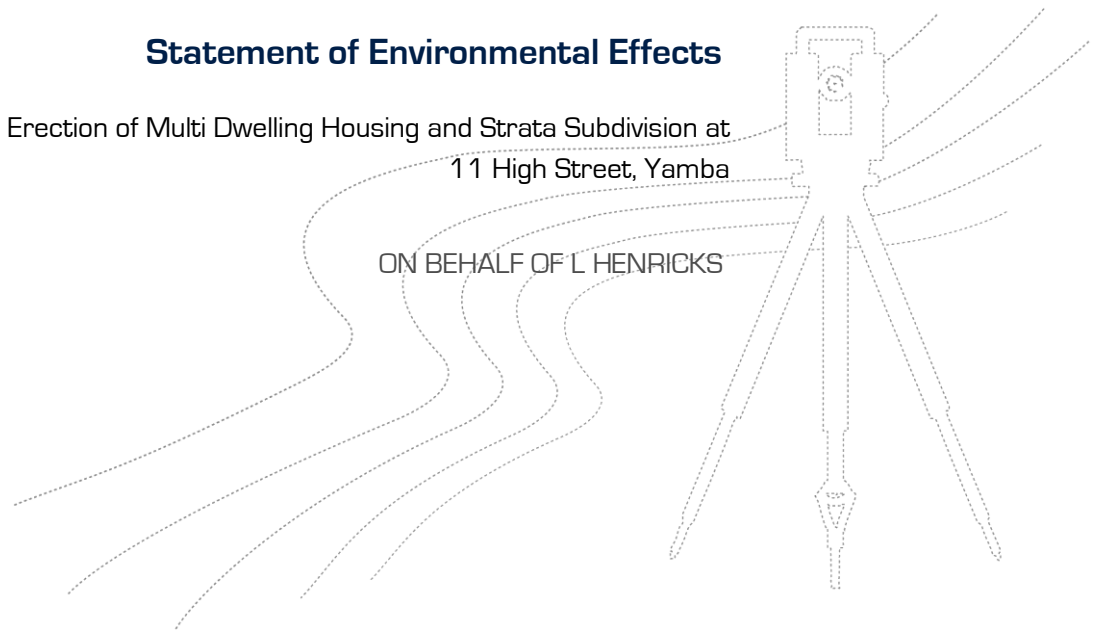 Statement of Environmental Effects
Erection of Multi Dwelling Housing and Strata Subdivision at
11 High Street, Yamba
ON BEHALF OF L HENRICKS